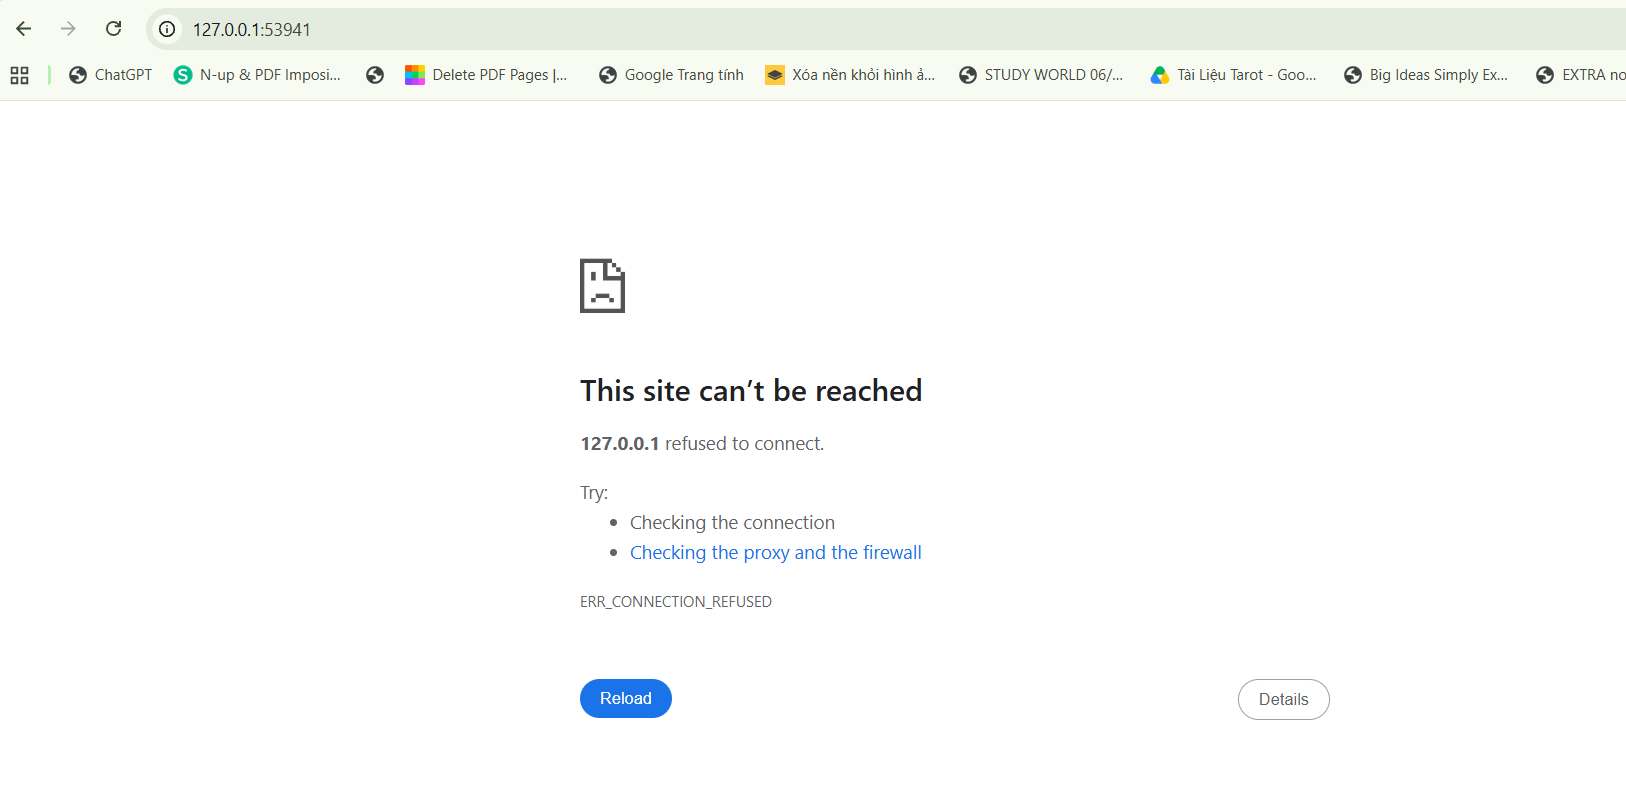 127.0.0.1:53941
ChatGPT N-up & PDF Imposi... Delete PDF Pages |... Google Trang tính Xóa nền khỏi hình ả... STUDY WORLD 06/... Tài Liệu Tarot - Goo... Big Ideas Simply Ex... EXTRA no
This site can’t be reached
127.0.0.1 refused to connect.
Try:
Checking the connection
Checking the proxy and the firewall
ERR_CONNECTION_REFUSED
Reload Details